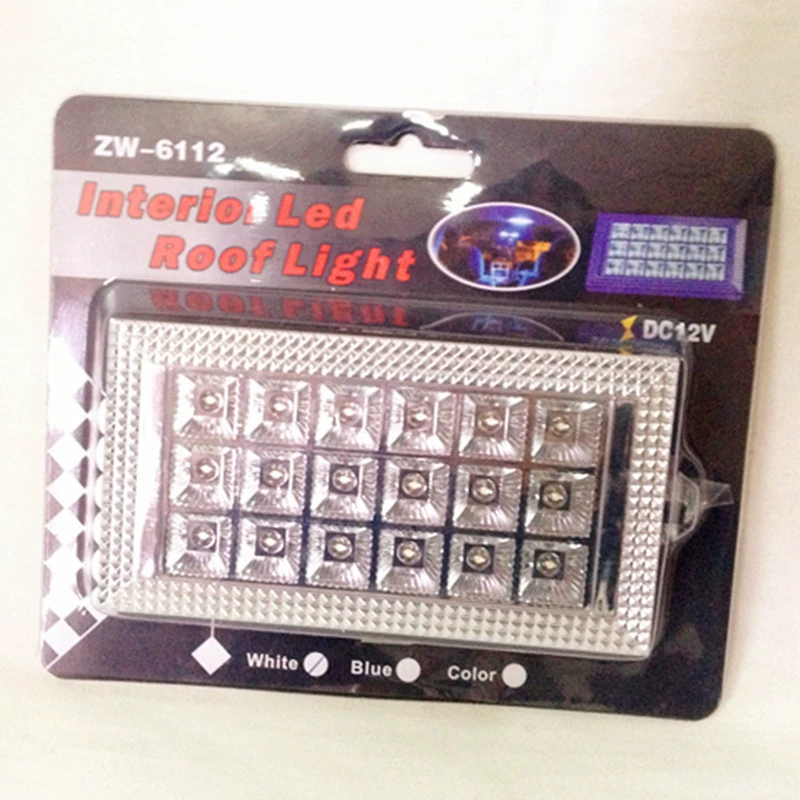 ZW-6112
Interior Led
Roof Light
DC12V
White
Blue
Color